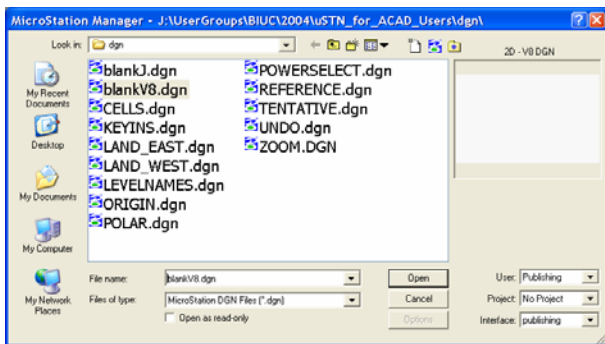 MicroStation Manager - J:\UserGroups\BIUC\2004\uSTN_for_ACAD_Users\dgn\
Look in: dgn
2D - V8 DGN
My Recent Documents
Desktop
My Documents
My Computer
My Network Places
blankJ.dgn
blankV8.dgn
CELLS.dgn
KEYINS.dgn
LAND_EAST.dgn
LAND_WEST.dgn
LEVELNAMES.dgn
ORIGIN.dgn
POLAR.dgn
POWERSELECT.dgn
REFERENCE.dgn
TENTATIVE.dgn
UNDO.dgn
ZOOM.DGN
File name: blankV8.dgn Open
Files of type: MicroStation DGN Files (*.dgn) Cancel
Open as read-only Options
User: Publishing
Project: No Project
Interface: publishing